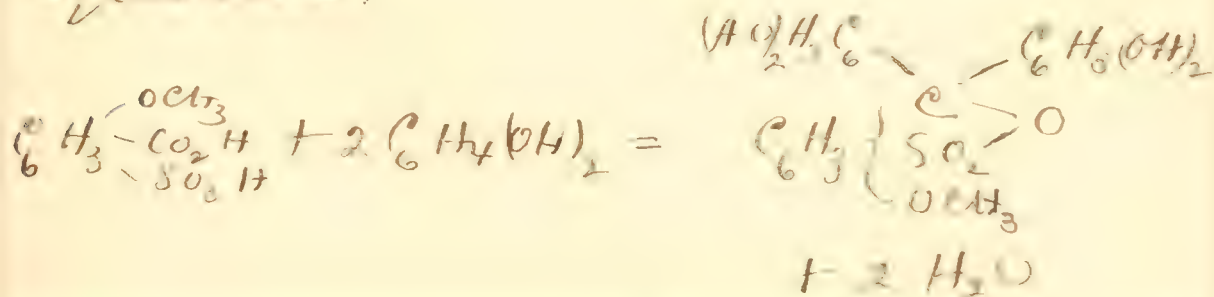 (HO)2H3C6   C6H3(OH)2
OCH3   C   O
C6H3-CO2H + 2 C6H4(OH)2 =   C6H3 { SO2
SO3H   OCH3
+ 2 H2O